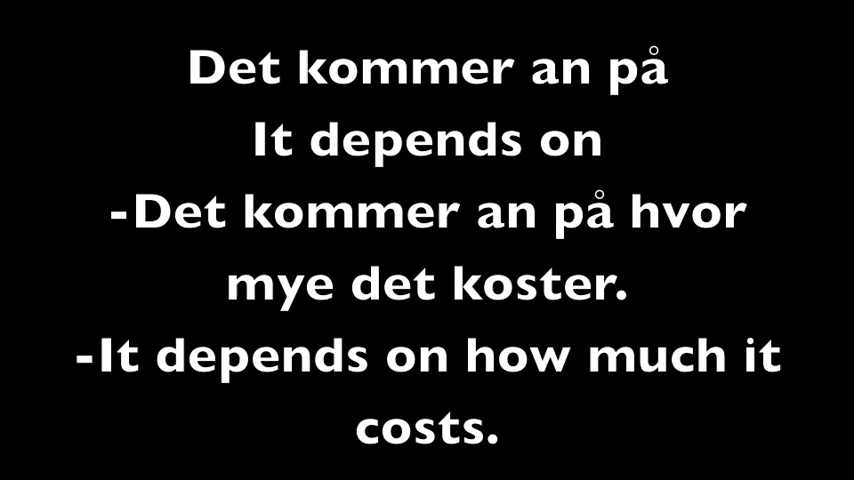 Det kommer an på
It depends on
-Det kommer an på hvor
mye det koster.
-It depends on how much it
costs.